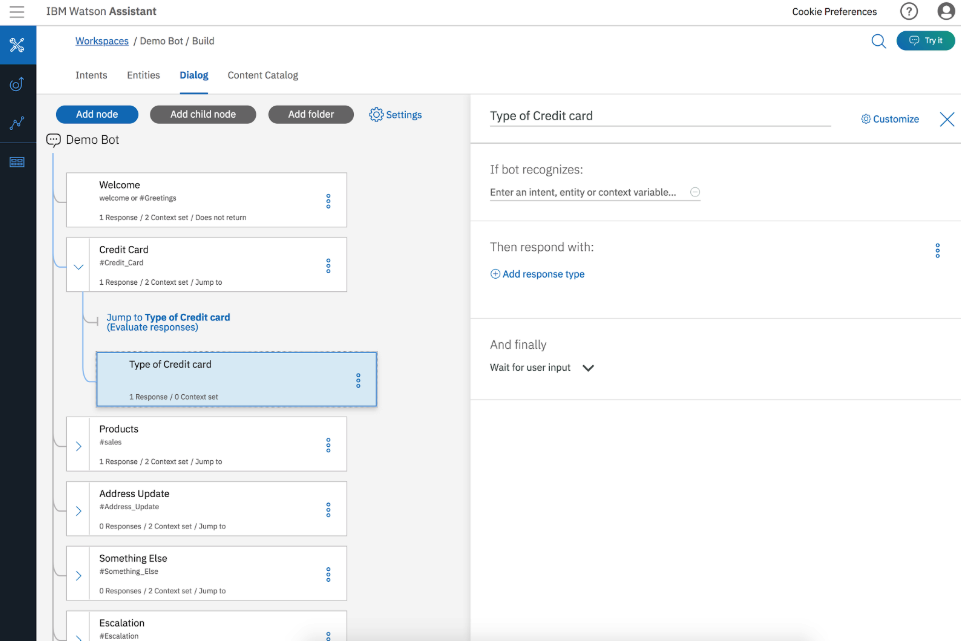 IBM Watson Assistant
Cookie Preferences
?
Workspaces / Demo Bot / Build
Try it
Intents
Entities
Dialog
Content Catalog
Add node
Add child node
Add folder
Settings
Demo Bot
Welcome
welcome or #Greetings
1 Response / 2 Context set / Does not return
Credit Card
#Credit_Card
1 Response / 2 Context set / Jump to
Jump to Type of Credit card
(Evaluate responses)
Type of Credit card
1 Response / 0 Context set
Products
#sales
1 Response / 2 Context set / Jump to
Address Update
#Address_Update
0 Responses / 2 Context set / Jump to
Something Else
#Something_Else
0 Responses / 2 Context set / Jump to
Escalation
#Escalation
Type of Credit card
Customize
If bot recognizes:
Enter an intent, entity or context variable...
Then respond with:
Add response type
And finally
Wait for user input